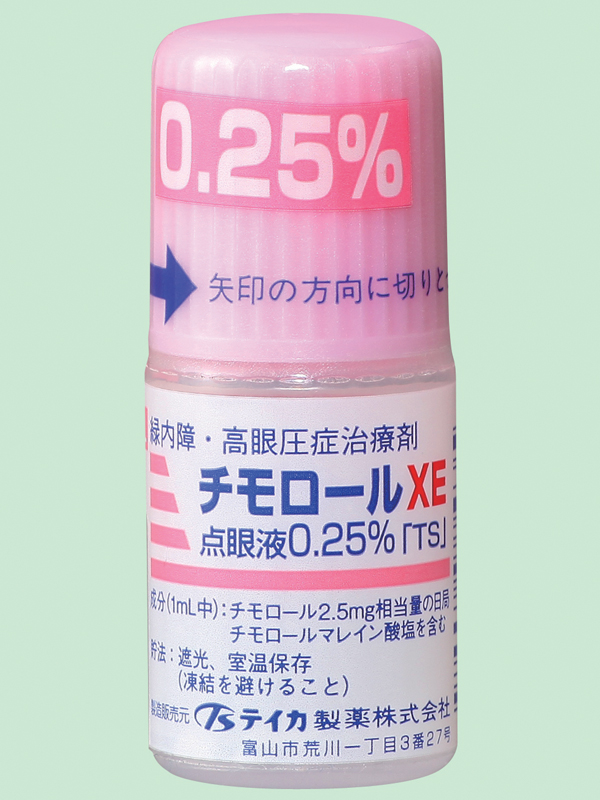 0.25%
矢印の方向に切りと
緑内障・高眼圧症治療剤
チモロールXE
点眼液0.25%「TS」
成分(1mL中):チモロール2.5mg相当量の日局
チモロールマレイン酸塩を含む
貯法:遮光、室温保存
(凍結を避けること)
製造販売元 TS テイカ製薬株式会社
富山市荒川一丁目3番27号